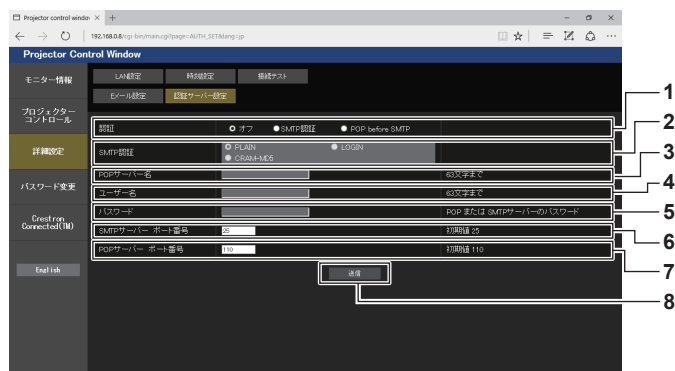 Projector control window × +
192.168.0.8/cgi-bin/main.cgi?page=AUTH_SET&lang=jp
Projector Control Window
モニター情報
プロジェクター
コントロール
詳細設定
パスワード変更
Crestron
Connected(TM)
English
LAN設定 時刻設定 接続テスト
Eメール設定 認証サーバー設定
認証 オフ SMTP認証 POP before SMTP
SMTP認証 PLAIN LOGIN
CRAM-MD5
POPサーバー名 63文字まで
ユーザー名 63文字まで
パスワード POP または SMTPサーバーのパスワード
SMTPサーバー ポート番号 25 初期値 25
POPサーバー ポート番号 110 初期値 110
送信
1
2
3
4
5
6
7
8